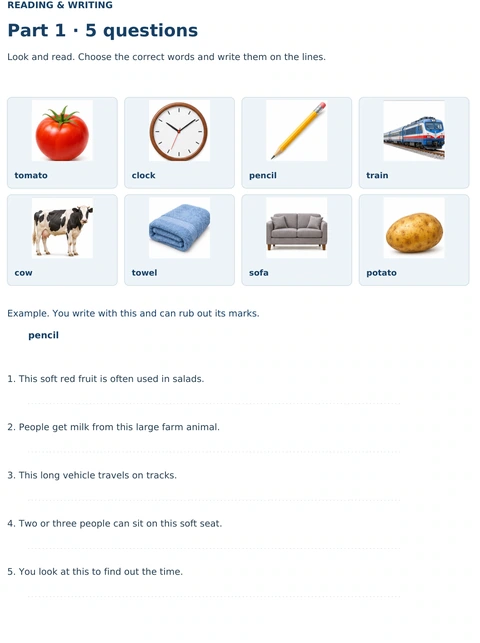 READING & WRITING
Part 1 · 5 questions
Look and read. Choose the correct words and write them on the lines.
tomato
clock
pencil
train
cow
towel
sofa
potato
Example. You write with this and can rub out its marks.
pencil
1. This soft red fruit is often used in salads.
2. People get milk from this large farm animal.
3. This long vehicle travels on tracks.
4. Two or three people can sit on this soft seat.
5. You look at this to find out the time.